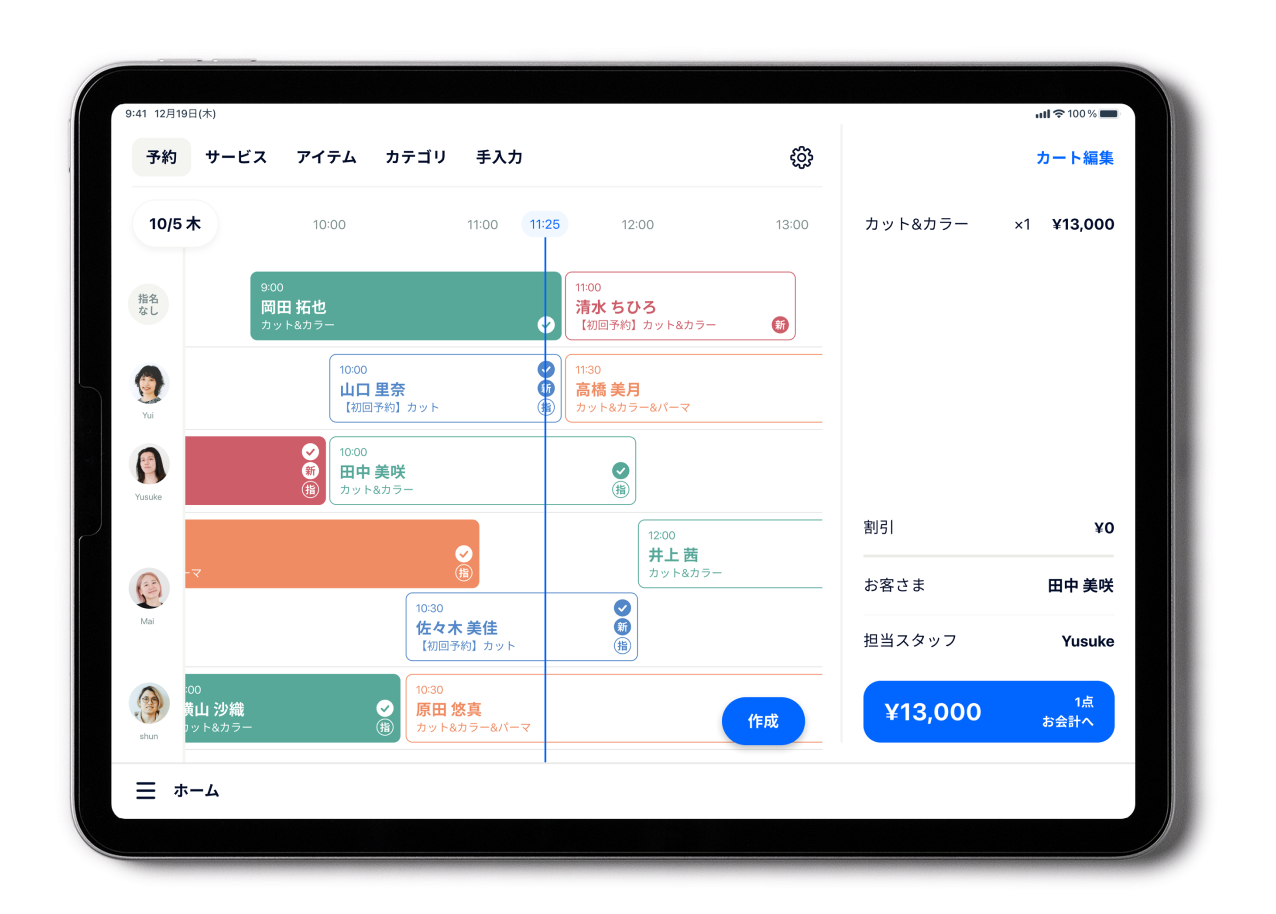 9:41 12月19日(木)
100%
予約 サービス アイテム カテゴリ 手入力
カート編集
10/5 木
10:00 11:00 11:25 12:00 13:00
カット&カラー ×1 ¥13,000
指名
なし
9:00
岡田 拓也
カット&カラー
11:00
清水 ちひろ
【初回予約】カット&カラー
新
Yui
10:00
山口 里奈
【初回予約】カット
新
指
11:30
高橋 美月
カット&カラー&パーマ
Yusuke
新
指
10:00
田中 美咲
カット&カラー
指
Mai
ーマ
指
12:00
井上 茜
カット&カラー
10:30
佐々木 美佳
【初回予約】カット
新
指
shun
:00
横山 沙織
カット&カラー
指
10:30
原田 悠真
カット&カラー&パーマ
作成
割引 ¥0
お客さま 田中 美咲
担当スタッフ Yusuke
¥13,000
1点
お会計へ
ホーム